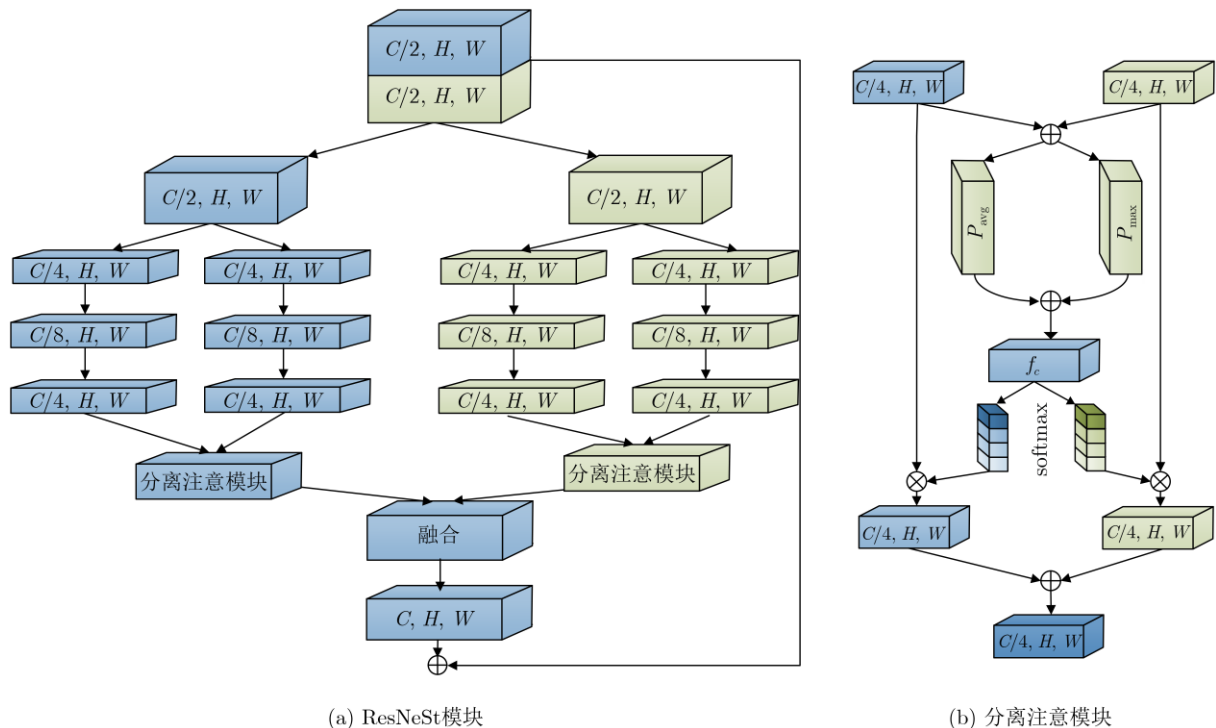 C/2, H, W
C/2, H, W
C/2, H, W
C/2, H, W
C/4, H, W
C/4, H, W
C/4, H, W
C/4, H, W
C/8, H, W
C/8, H, W
C/8, H, W
C/8, H, W
C/4, H, W
C/4, H, W
C/4, H, W
C/4, H, W
分离注意模块
分离注意模块
融合
C, H, W
(a) ResNeSt模块
C/4, H, W
C/4, H, W
P_avg
P_max
f_c
softmax
C/4, H, W
C/4, H, W
C/4, H, W
(b) 分离注意模块